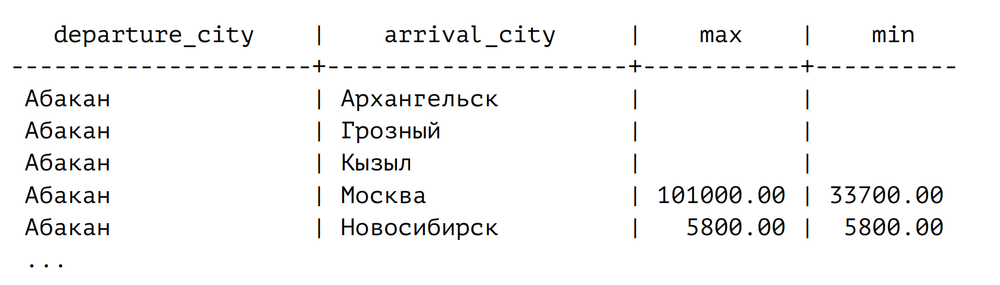 departure_city | arrival_city | max | min
---------------------+---------------------+-----------+----------
Абакан | Архангельск | |
Абакан | Грозный | |
Абакан | Кызыл | |
Абакан | Москва | 101000.00 | 33700.00
Абакан | Новосибирск | 5800.00 | 5800.00
...